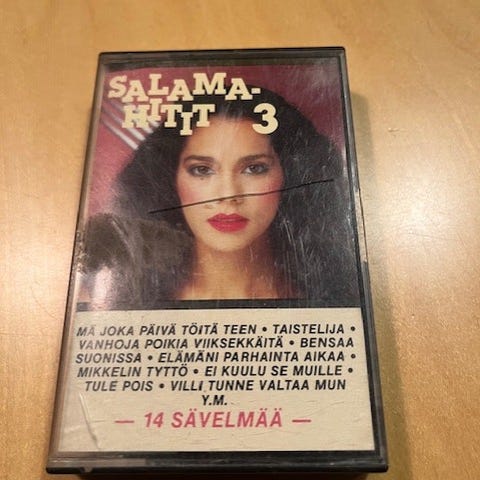 SALAMA-
HITIT 3
MÄ JOKA PÄIVÄ TÖITÄ TEEN • TAISTELIJA •
VANHOJA POIKIA VIIKSEKKÄITÄ • BENSAA
SUONISSA • ELÄMÄNI PARHAINTA AIKAA •
MIKKELIN TYTTÖ • EI KUULU SE MUILLE •
TULE POIS • VILLI TUNNE VALTAA MUN
Y.M.
— 14 SÄVELMÄÄ —